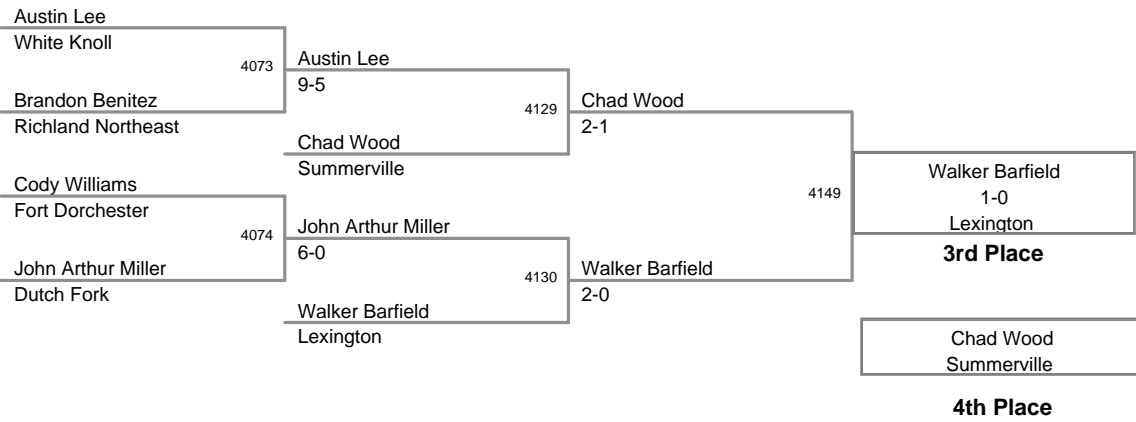 Austin Lee
White Knoll
4073
Brandon Benitez
Richland Northeast
Cody Williams
Fort Dorchester
4074
John Arthur Miller
Dutch Fork
Austin Lee
9-5
4129
Chad Wood
Summerville
John Arthur Miller
6-0
4130
Walker Barfield
Lexington
Chad Wood
2-1
4149
Walker Barfield
2-0
Walker Barfield
1-0
Lexington
3rd Place
Chad Wood
Summerville
4th Place